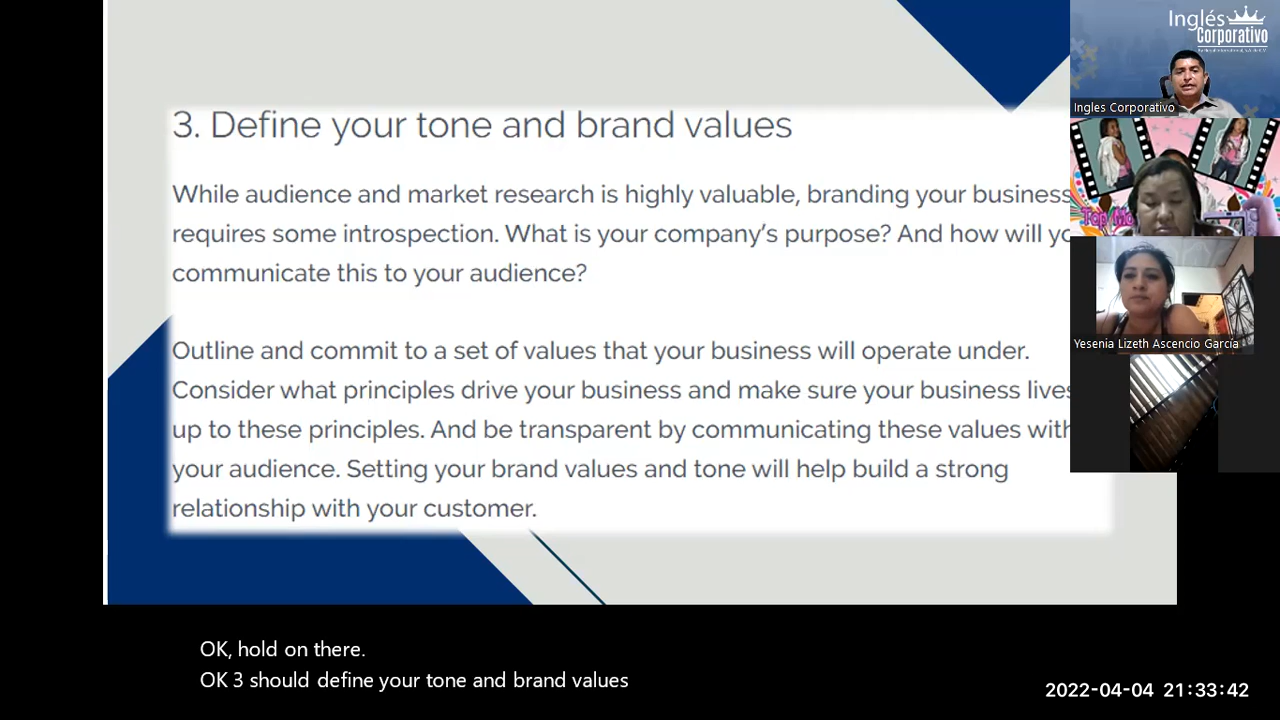 3. Define your tone and brand values
While audience and market research is highly valuable, branding your business
requires some introspection. What is your company's purpose? And how will yo
communicate this to your audience?
Outline and commit to a set of values that your business will operate under.
Consider what principles drive your business and make sure your business lives
up to these principles. And be transparent by communicating these values with
your audience. Setting your brand values and tone will help build a strong
relationship with your customer.
Inglés
Corporativo
Ingles Corporativo
Top Mo
Yesenia Lizeth Ascencio García
OK, hold on there.
OK 3 should define your tone and brand values
2022-04-04 21:33:42